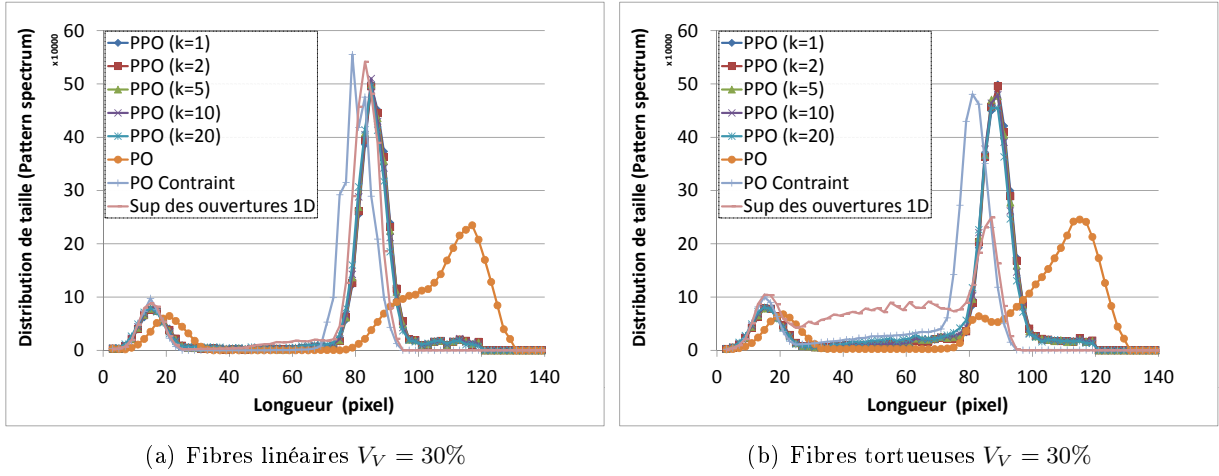 Distribution de taille (Pattern spectrum)
x10000
60
50
40
30
20
10
0
PPO (k=1)
PPO (k=2)
PPO (k=5)
PPO (k=10)
PPO (k=20)
PO
PO Contraint
Sup des ouvertures 1D
0 20 40 60 80 100 120 140
Longueur (pixel)
(a) Fibres linéaires V_V = 30%
Distribution de taille (Pattern spectrum)
x10000
60
50
40
30
20
10
0
PPO (k=1)
PPO (k=2)
PPO (k=5)
PPO (k=10)
PPO (k=20)
PO
PO Contraint
Sup des ouvertures 1D
0 20 40 60 80 100 120 140
Longueur (pixel)
(b) Fibres tortueuses V_V = 30%